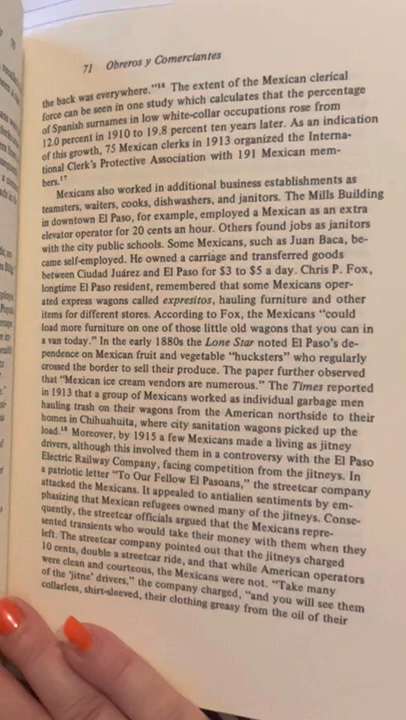 71 Obreros y Comerciantes
the back was everywhere."¹⁶ The extent of the Mexican clerical
force can be seen in one study which calculates that the percentage
of Spanish surnames in low white-collar occupations rose from
12.0 percent in 1910 to 19.8 percent ten years later. As an indication
of this growth, 75 Mexican clerks in 1913 organized the Interna-
tional Clerk's Protective Association with 191 Mexican mem-
bers.¹⁷
Mexicans also worked in additional business establishments as
teamsters, waiters, cooks, dishwashers, and janitors. The Mills Building
in downtown El Paso, for example, employed a Mexican as an extra
elevator operator for 20 cents an hour. Others found jobs as janitors
with the city public schools. Some Mexicans, such as Juan Baca, be-
came self-employed. He owned a carriage and transferred goods
between Ciudad Juárez and El Paso for $3 to $5 a day. Chris P. Fox,
longtime El Paso resident, remembered that some Mexicans oper-
ated express wagons called expresitos, hauling furniture and other
items for different stores. According to Fox, the Mexicans "could
load more furniture on one of those little old wagons that you can in
a van today." In the early 1880s the Lone Star noted El Paso's de-
pendence on Mexican fruit and vegetable "hucksters" who regularly
crossed the border to sell their produce. The paper further observed
that "Mexican ice cream vendors are numerous." The Times reported
in 1913 that a group of Mexicans worked as individual garbage men
hauling trash on their wagons from the American northside to their
homes in Chihuahuita, where city sanitation wagons picked up the
load.¹⁸ Moreover, by 1915 a few Mexicans made a living as jitney
drivers, although this involved them in a controversy with the El Paso
Electric Railway Company, facing competition from the jitneys. In
a patriotic letter "To Our Fellow El Pasoans," the streetcar company
attacked the Mexicans. It appealed to antialien sentiments by em-
phasizing that Mexican refugees owned many of the jitneys. Conse-
quently, the streetcar officials argued that the Mexicans repre-
sented transients who would take their money with them when they
left. The streetcar company pointed out that the jitneys charged
10 cents, double a streetcar ride, and that while American operators
were clean and courteous, the Mexicans were not. "Take many
of the 'jitne' drivers," the company charged, "and you will see them
collarless, shirt-sleeved, their clothing greasy from the oil of their